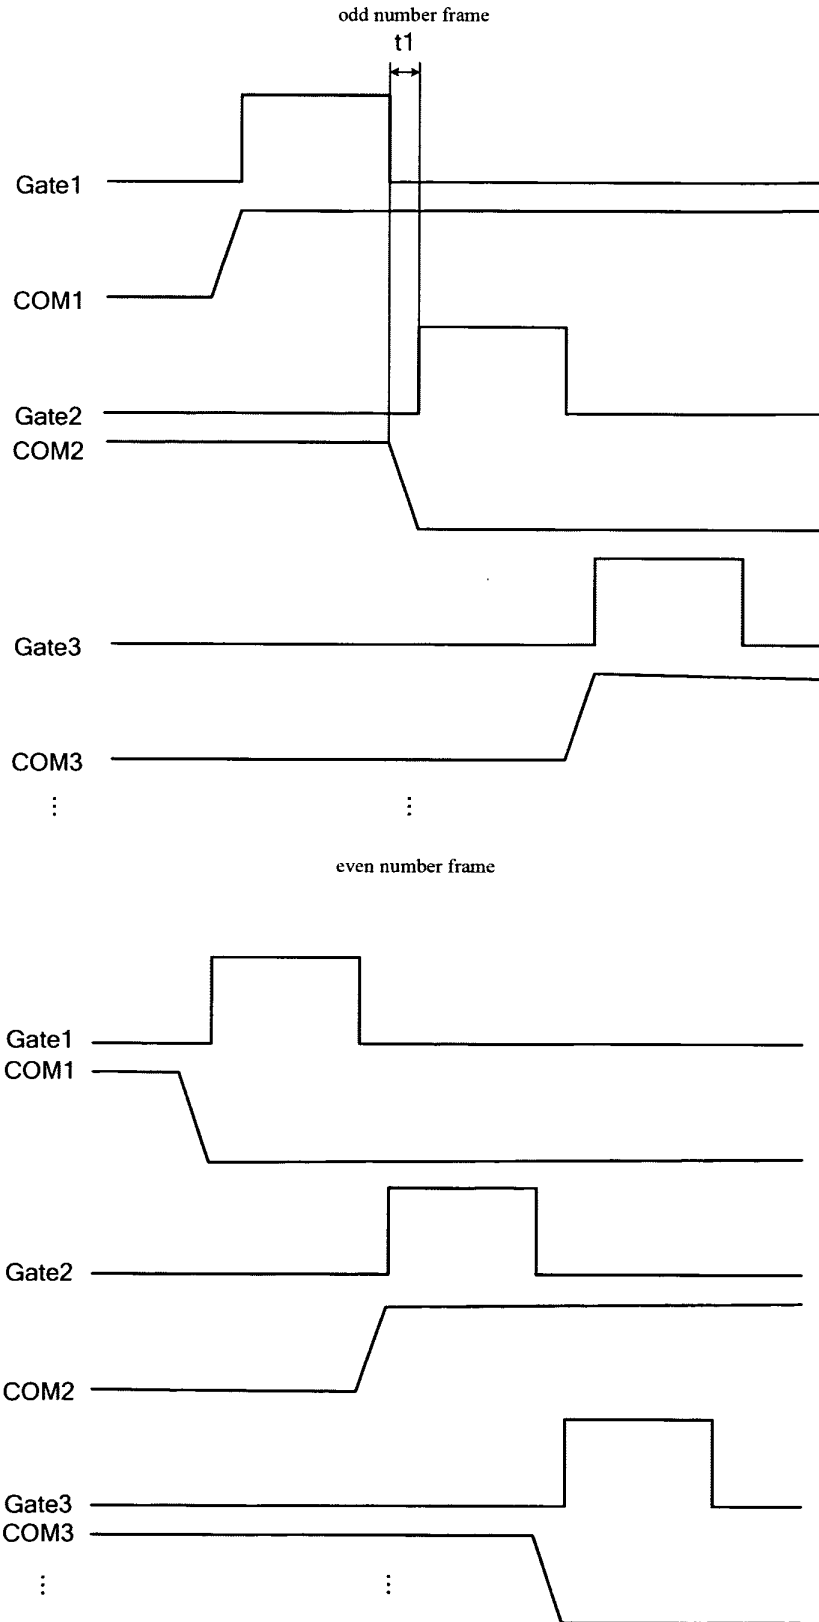 odd number frame
t1
Gate1
COM1
Gate2
COM2
Gate3
COM3
⋮ ⋮
even number frame
Gate1
COM1
Gate2
COM2
Gate3
COM3
⋮ ⋮